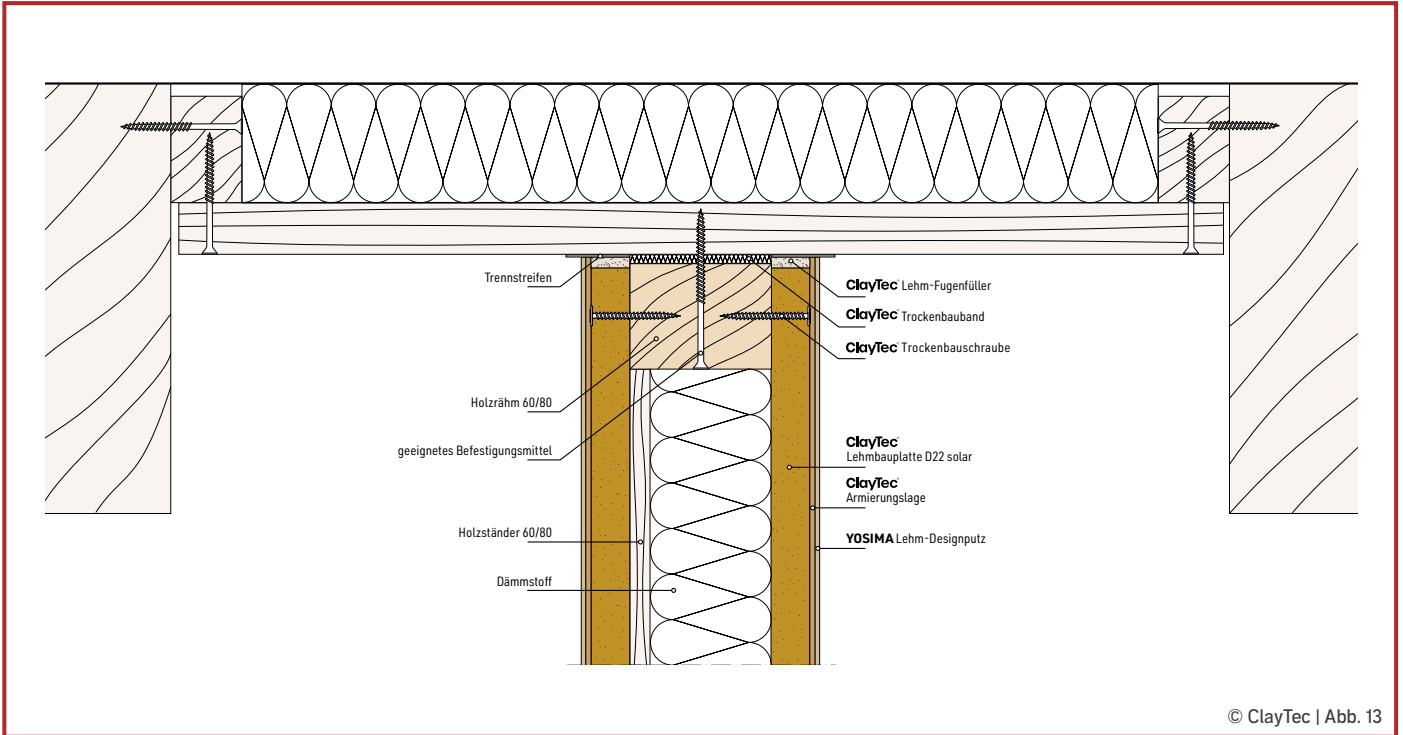 Trennstreifen
Holzrähm 60/80
geeignetes Befestigungsmittel
Holzständer 60/80
Dämmstoff
ClayTec® Lehm-Fugenfüller
ClayTec® Trockenbauband
ClayTec® Trockenbauschraube
ClayTec®
Lehmbauplatte D22 solar
ClayTec®
Armierungslage
YOSIMA Lehm-Designputz
© ClayTec | Abb. 13